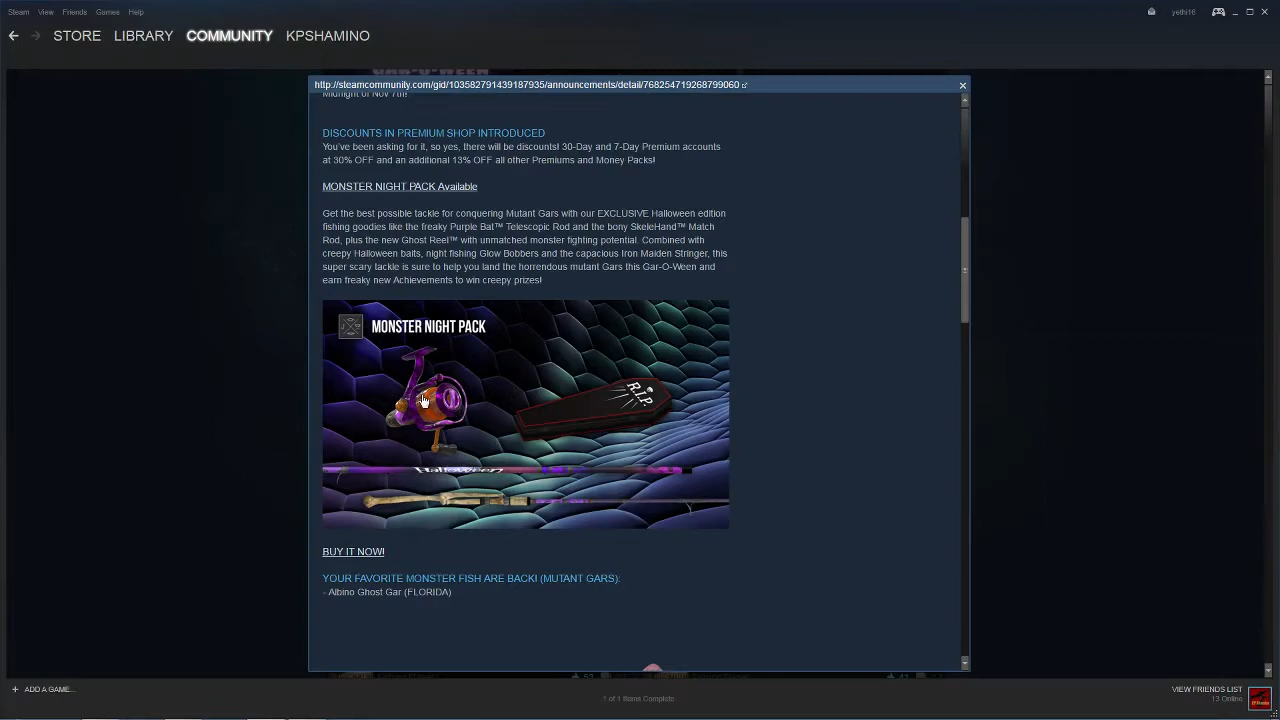 Steam View Friends Games Help
yethi16
STORE LIBRARY COMMUNITY KPSHAMINO
http://steamcommunity.com/gid/103582791439187935/announcements/detail/768254719268799060
Midnight of Nov 7th!
DISCOUNTS IN PREMIUM SHOP INTRODUCED
You've been asking for it, so yes, there will be discounts! 30-Day and 7-Day Premium accounts
at 30% OFF and an additional 13% OFF all other Premiums and Money Packs!
MONSTER NIGHT PACK Available
Get the best possible tackle for conquering Mutant Gars with our EXCLUSIVE Halloween edition
fishing goodies like the freaky Purple Bat™ Telescopic Rod and the bony SkeleHand™ Match
Rod, plus the new Ghost Reel™ with unmatched monster fighting potential. Combined with
creepy Halloween baits, night fishing Glow Bobbers and the capacious Iron Maiden Stringer, this
super scary tackle is sure to help you land the horrendous mutant Gars this Gar-O-Ween and
earn freaky new Achievements to win creepy prizes!
MONSTER NIGHT PACK
R.I.P
Halloween
BUY IT NOW!
YOUR FAVORITE MONSTER FISH ARE BACK! (MUTANT GARS):
- Albino Ghost Gar (FLORIDA)
+ ADD A GAME...
1 of 1 Items Complete
VIEW FRIENDS LIST
13 Online